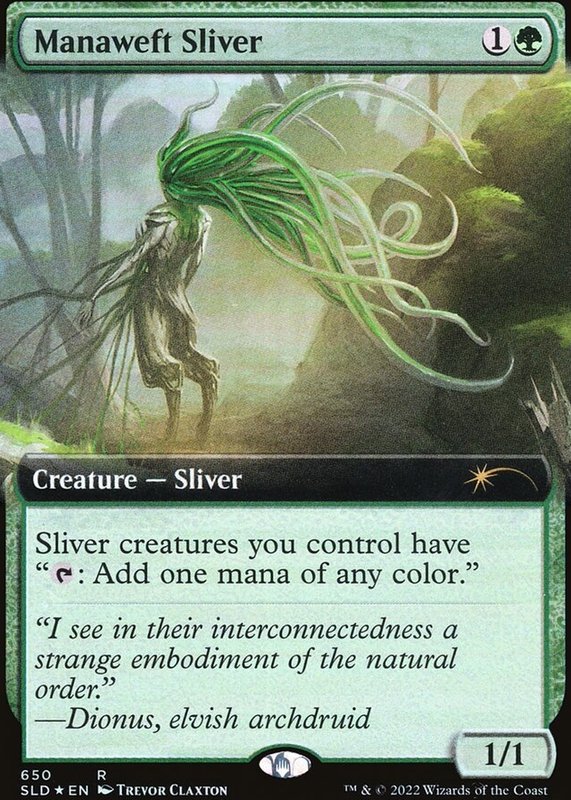 Manaweft Sliver 1
Creature — Sliver
Sliver creatures you control have
“: Add one mana of any color.”
“I see in their interconnectedness a
strange embodiment of the natural
order.”
—Dionus, elvish archdruid
1/1
650 R
SLD ★ EN Trevor Claxton
™ & © 2022 Wizards of the Coast